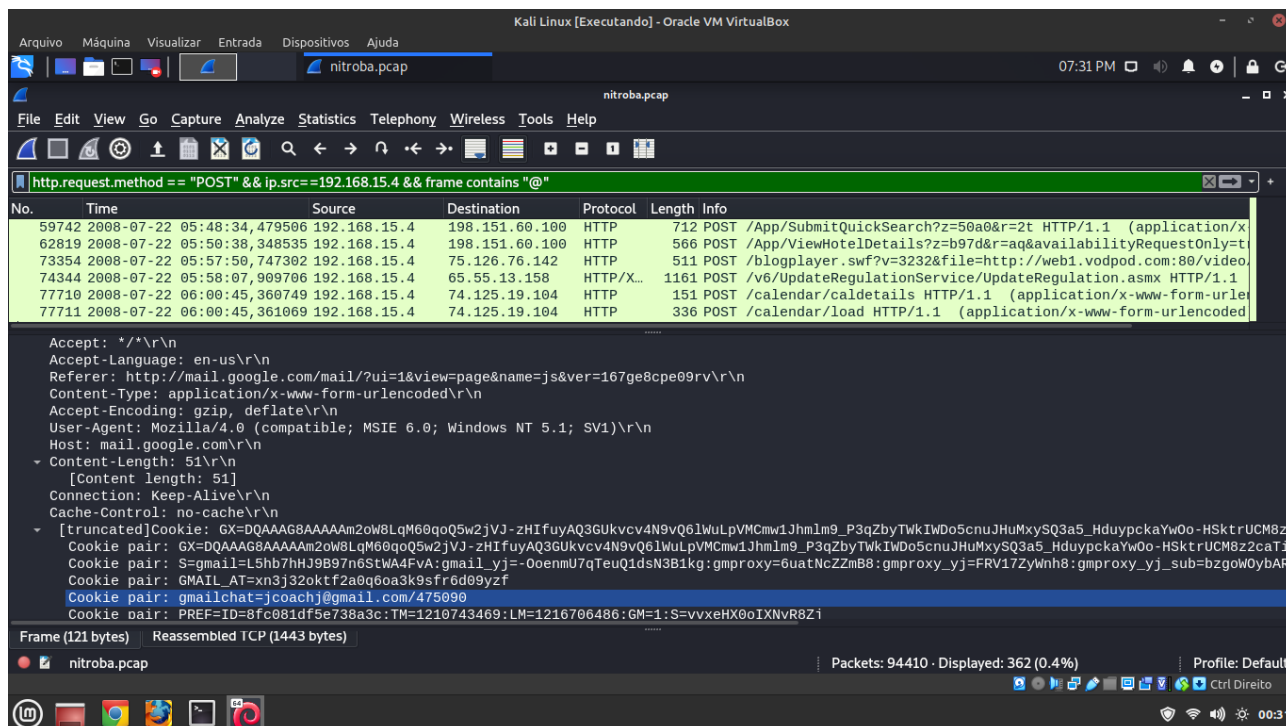 Kali Linux [Executando] - Oracle VM VirtualBox
Arquivo Máquina Visualizar Entrada Dispositivos Ajuda
nitroba.pcap 07:31 PM
nitroba.pcap
File Edit View Go Capture Analyze Statistics Telephony Wireless Tools Help
http.request.method == "POST" && ip.src==192.168.15.4 && frame contains "@"
No. Time Source Destination Protocol Length Info
59742 2008-07-22 05:48:34,479506 192.168.15.4 198.151.60.100 HTTP 712 POST /App/SubmitQuickSearch?z=50a0&r=2t HTTP/1.1 (application/x-
62819 2008-07-22 05:50:38,348535 192.168.15.4 198.151.60.100 HTTP 566 POST /App/ViewHotelDetails?z=b97d&r=aq&availabilityRequestOnly=tr
73354 2008-07-22 05:57:50,747302 192.168.15.4 75.126.76.142 HTTP 511 POST /blogplayer.swf?v=3232&file=http://web1.vodpod.com:80/video.
74344 2008-07-22 05:58:07,909706 192.168.15.4 65.55.13.158 HTTP/X… 1161 POST /v6/UpdateRegulationService/UpdateRegulation.asmx HTTP/1.1
77710 2008-07-22 06:00:45,360749 192.168.15.4 74.125.19.104 HTTP 151 POST /calendar/caldetails HTTP/1.1 (application/x-www-form-urle
77711 2008-07-22 06:00:45,361069 192.168.15.4 74.125.19.104 HTTP 336 POST /calendar/load HTTP/1.1 (application/x-www-form-urlencoded
Accept: */*\r\n
Accept-Language: en-us\r\n
Referer: http://mail.google.com/mail/?ui=1&view=page&name=js&ver=167ge8cpe09rv\r\n
Content-Type: application/x-www-form-urlencoded\r\n
Accept-Encoding: gzip, deflate\r\n
User-Agent: Mozilla/4.0 (compatible; MSIE 6.0; Windows NT 5.1; SV1)\r\n
Host: mail.google.com\r\n
Content-Length: 51\r\n
[Content length: 51]
Connection: Keep-Alive\r\n
Cache-Control: no-cache\r\n
[truncated]Cookie: GX=DQAAAG8AAAAAm2oW8LqM60qoQ5w2jVJ-zHIfuyAQ3GUkvcv4N9vQ6lWuLpVMCmw1Jhmlm9_P3qZbyTWkIWDo5cnuJHuMxySQ3a5_HduypckaYwOo-HSktrUCM8z
Cookie pair: GX=DQAAAG8AAAAAm2oW8LqM60qoQ5w2jVJ-zHIfuyAQ3GUkvcv4N9vQ6lWuLpVMCmw1Jhmlm9_P3qZbyTWkIWDo5cnuJHuMxySQ3a5_HduypckaYwOo-HSktrUCM8z2caTi
Cookie pair: S=gmail=L5hb7hHJ9B97n6StWA4FvA:gmail_yj=-OoenmU7qTeuQ1dsN3B1kg:gmproxy=6uatNcZZmB8:gmproxy_yj=FRV17ZyWnh8:gmproxy_yj_sub=bzgoWOybAR
Cookie pair: GMAIL_AT=xn3j32oktf2a0q6oa3k9sfr6d09yzf
Cookie pair: gmailchat=jcoachj@gmail.com/475090
Cookie pair: PREF=ID=8fc081df5e738a3c:TM=1210743469:LM=1216706486:GM=1:S=vvxeHX0oIXNvR8Zi
Frame (121 bytes) Reassembled TCP (1443 bytes)
nitroba.pcap Packets: 94410 · Displayed: 362 (0.4%) Profile: Default
Ctrl Direito
64
00:31